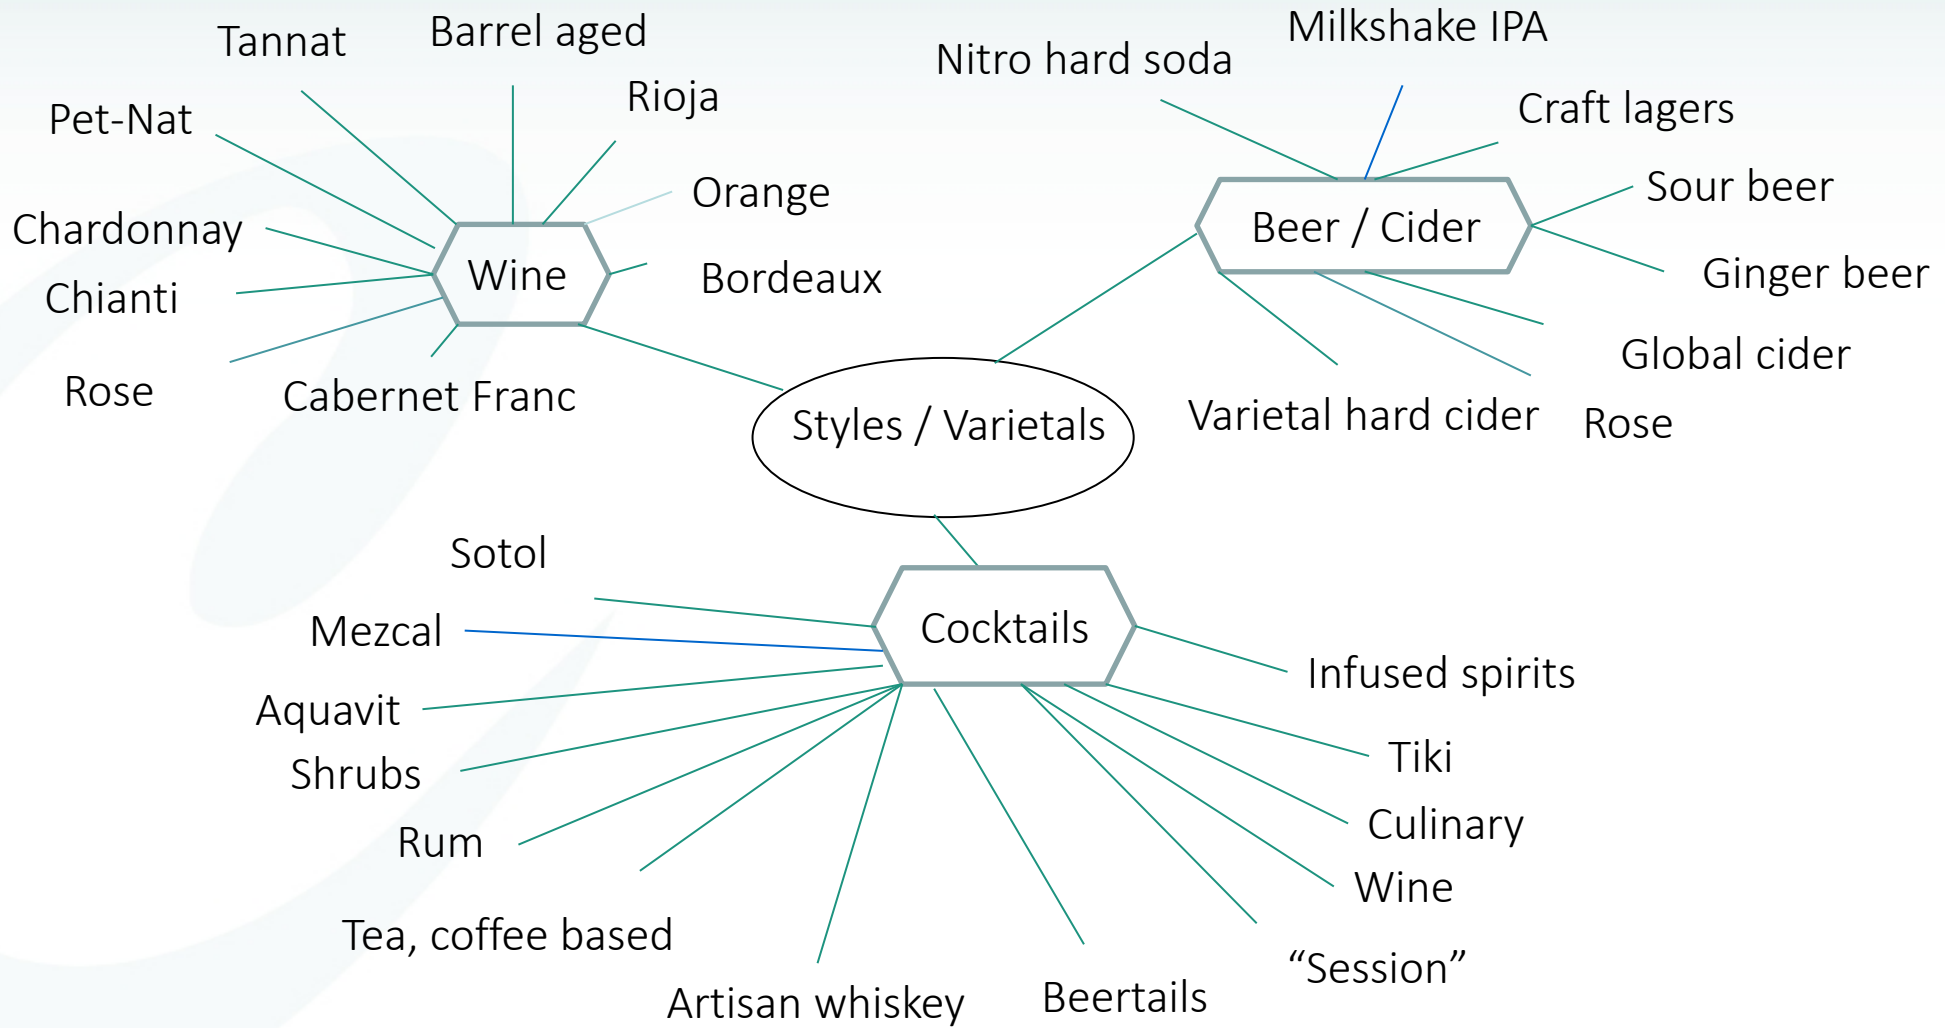 Tannat
Barrel aged
Rioja
Pet-Nat
Orange
Chardonnay
Wine
Chianti
Bordeaux
Rose
Cabernet Franc
Milkshake IPA
Nitro hard soda
Craft lagers
Sour beer
Beer / Cider
Ginger beer
Global cider
Varietal hard cider
Rose
Styles / Varietals
Sotol
Mezcal
Cocktails
Infused spirits
Aquavit
Shrubs
Tiki
Rum
Culinary
Wine
Tea, coffee based
“Session”
Artisan whiskey
Beertails